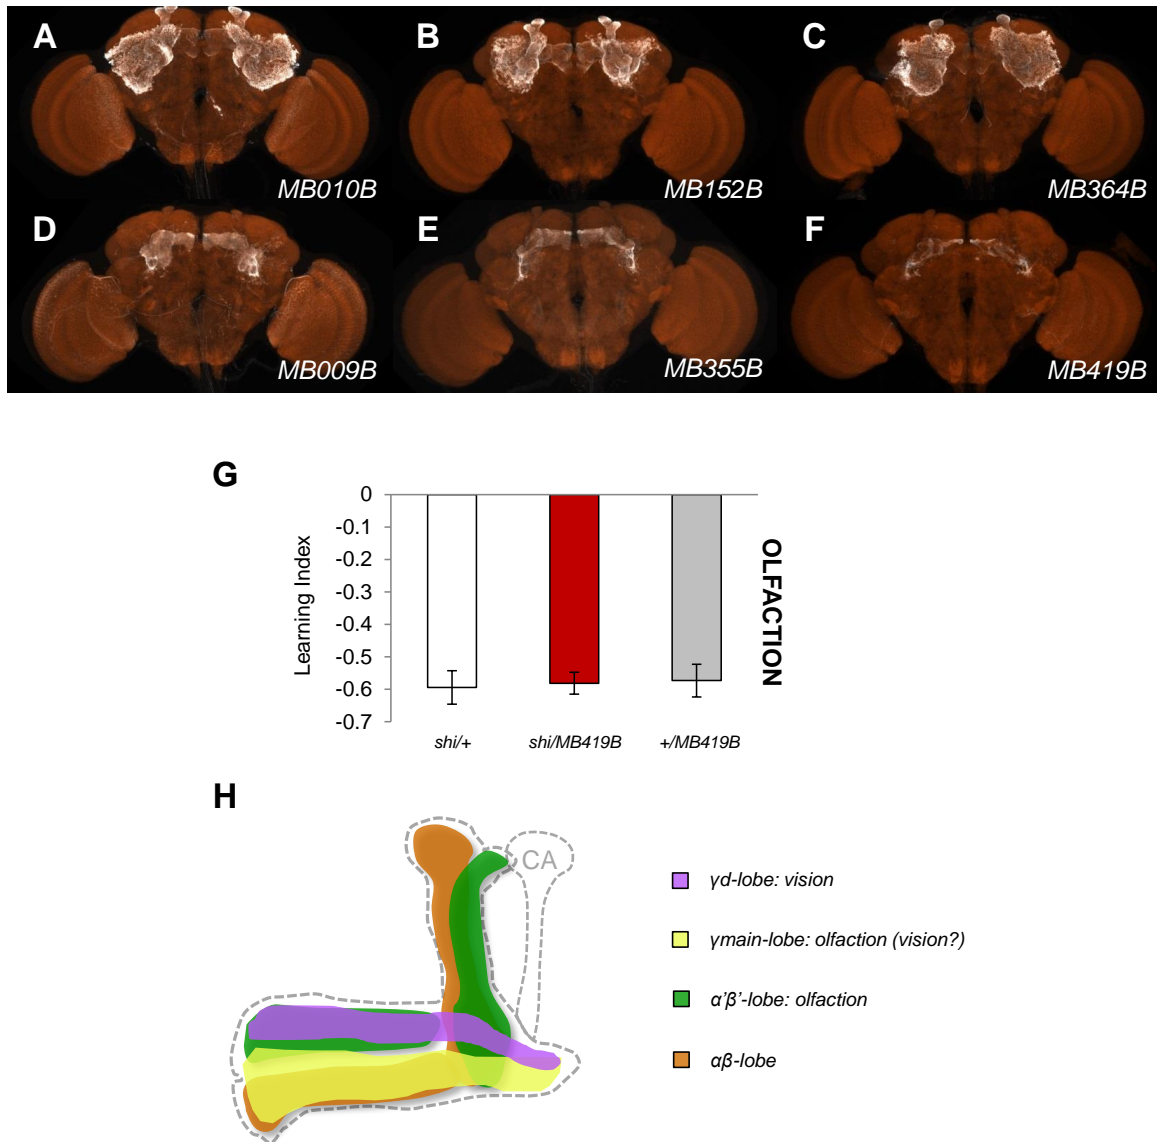 A
B
C
MB010B
MB152B
MB364B
D
E
F
MB009B
MB355B
MB419B
G
0
-0.1
-0.2
-0.3
-0.4
-0.5
-0.6
-0.7
Learning Index
OLFACTION
shi/+
shi/MB419B
+/MB419B
H
CA
γd-lobe: vision
γmain-lobe: olfaction (vision?)
α'β'-lobe: olfaction
αβ-lobe